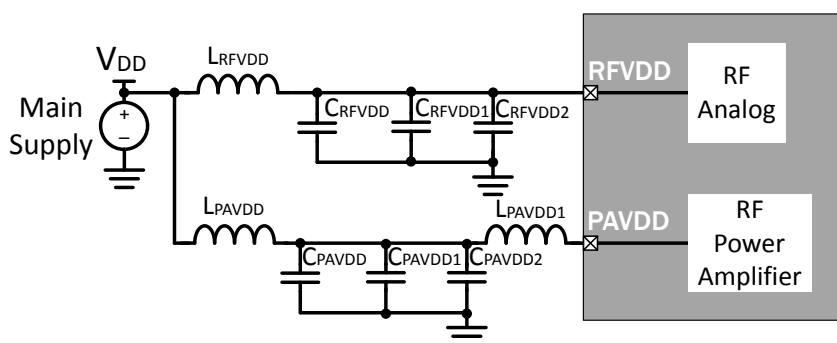 VDD
Main
Supply
+
–
LRFVDD
CRFVDD
CRFVDD1
CRFVDD2
RFVDD
RF
Analog
LPAVDD
CPAVDD
CPAVDD1
CPAVDD2
LPAVDD1
PAVDD
RF
Power
Amplifier